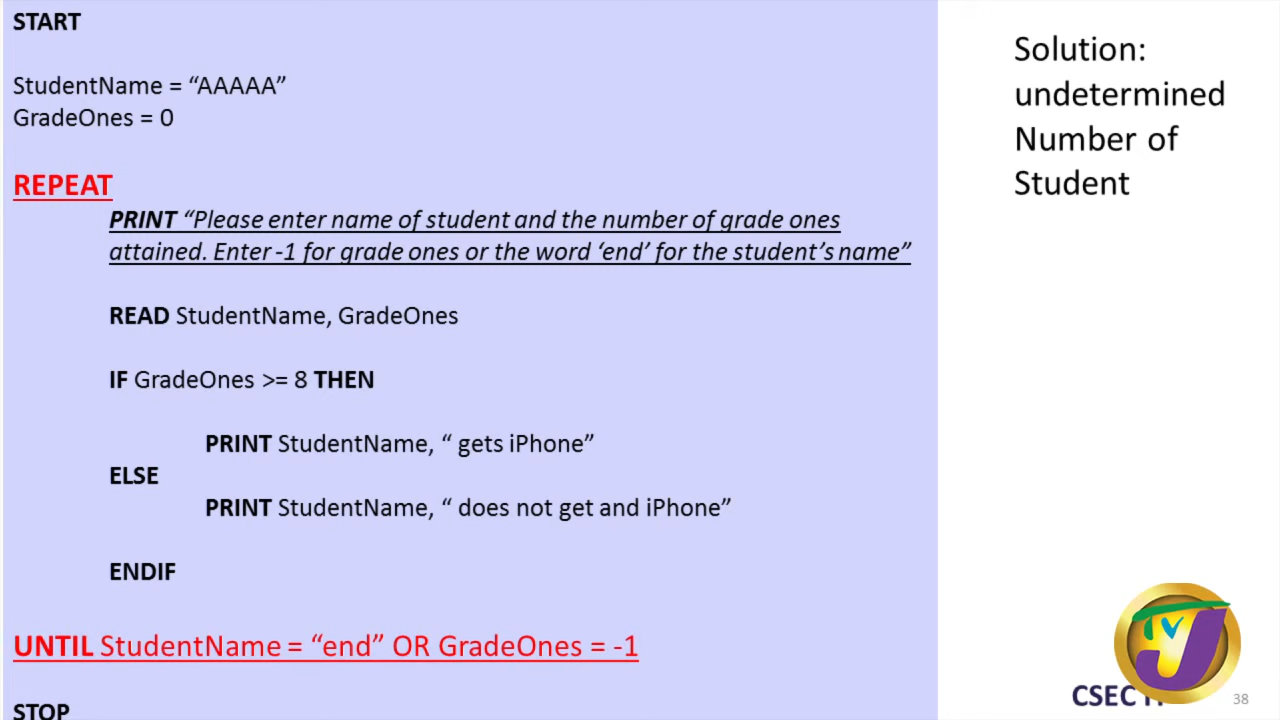 START
StudentName = “AAAAA”
GradeOnes = 0
REPEAT
PRINT “Please enter name of student and the number of grade ones
attained. Enter -1 for grade ones or the word ‘end’ for the student’s name”
READ StudentName, GradeOnes
IF GradeOnes >= 8 THEN
PRINT StudentName, “ gets iPhone”
ELSE
PRINT StudentName, “ does not get and iPhone”
ENDIF
UNTIL StudentName = “end” OR GradeOnes = -1
STOP
Solution:
undetermined
Number of
Student
TVJ
CSEC
38